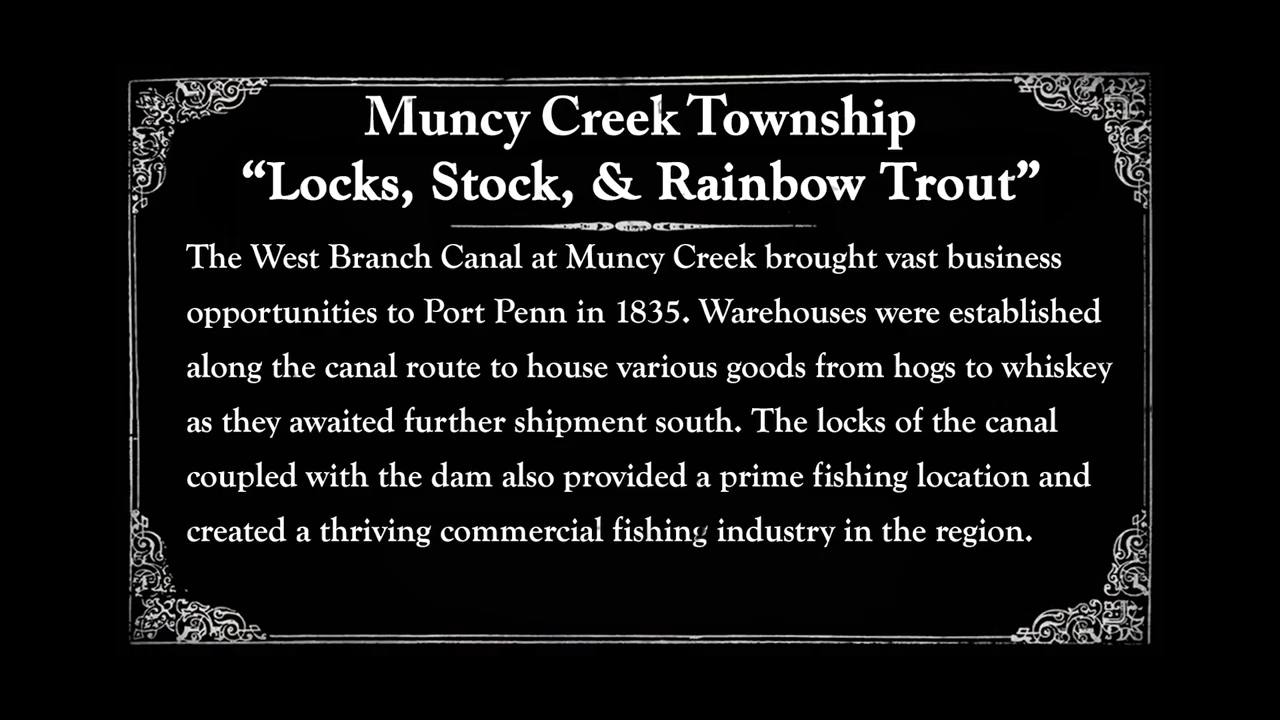 Muncy Creek Township
“Locks, Stock, & Rainbow Trout”
The West Branch Canal at Muncy Creek brought vast business
opportunities to Port Penn in 1835. Warehouses were established
along the canal route to house various goods from hogs to whiskey
as they awaited further shipment south. The locks of the canal
coupled with the dam also provided a prime fishing location and
created a thriving commercial fishing industry in the region.